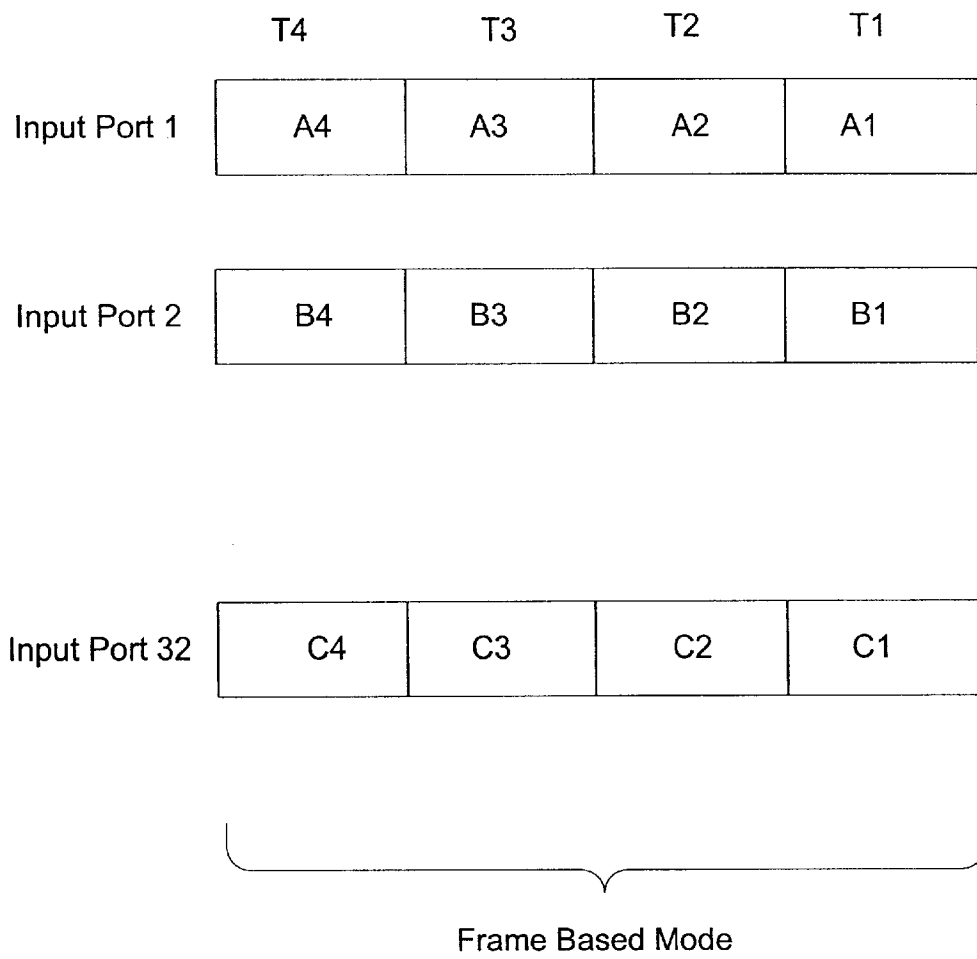 T4 T3 T2 T1
Input Port 1 A4 A3 A2 A1
Input Port 2 B4 B3 B2 B1
Input Port 32 C4 C3 C2 C1
Frame Based Mode